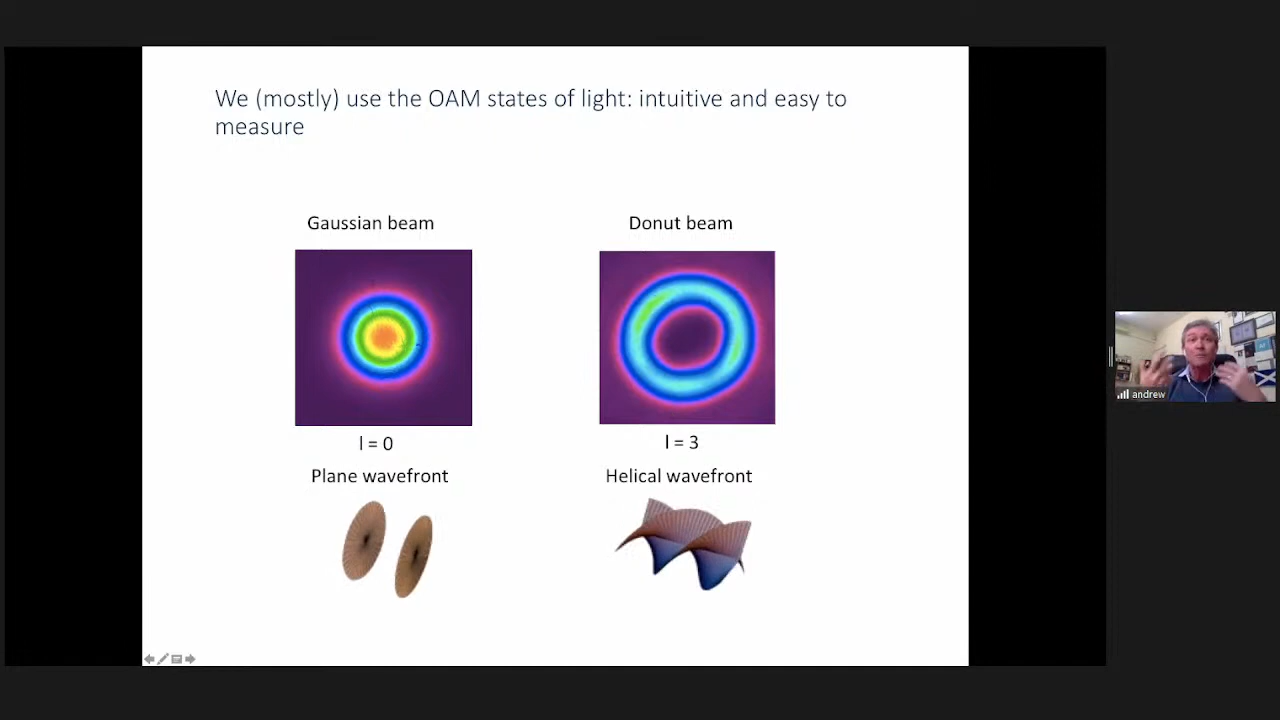 We (mostly) use the OAM states of light: intuitive and easy to
measure
Gaussian beam
Donut beam
l = 0
l = 3
Plane wavefront
Helical wavefront
andrew